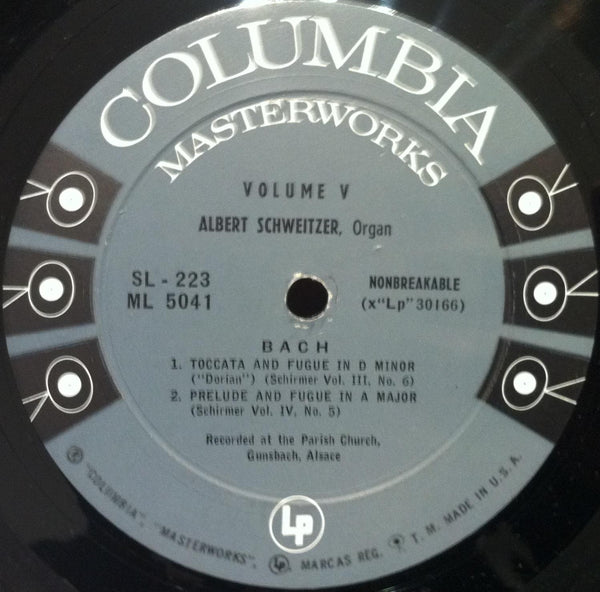 COLUMBIA
MASTERWORKS
VOLUME V
ALBERT SCHWEITZER, Organ
SL - 223
ML 5041
NONBREAKABLE
(x"Lp" 30166)
BACH
1. TOCCATA AND FUGUE IN D MINOR
("Dorian") (Schirmer Vol. III, No. 6)
2. PRELUDE AND FUGUE IN A MAJOR
(Schirmer Vol. IV, No. 5)
Recorded at the Parish Church,
Gunsbach, Alsace
Lp
"COLUMBIA", "MASTERWORKS", Lp, MARCAS REG. T. M. MADE IN U.S.A.